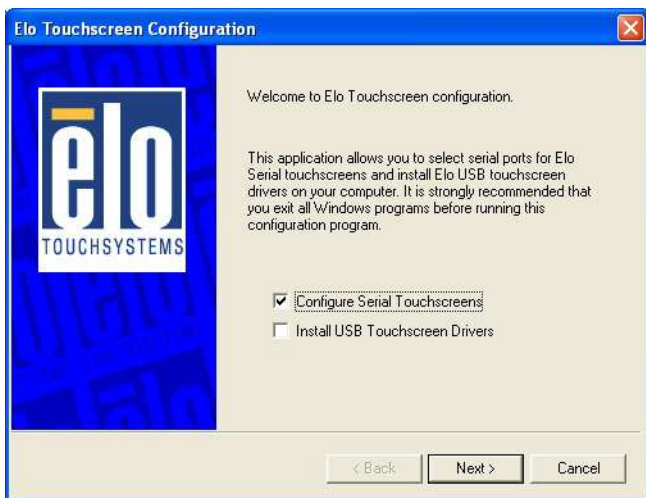 Elo Touchscreen Configuration
ēlo
TOUCHSYSTEMS
Welcome to Elo Touchscreen configuration.
This application allows you to select serial ports for Elo
Serial touchscreens and install Elo USB touchscreen
drivers on your computer. It is strongly recommended that
you exit all Windows programs before running this
configuration program.
Configure Serial Touchscreens
Install USB Touchscreen Drivers
< Back
Next >
Cancel